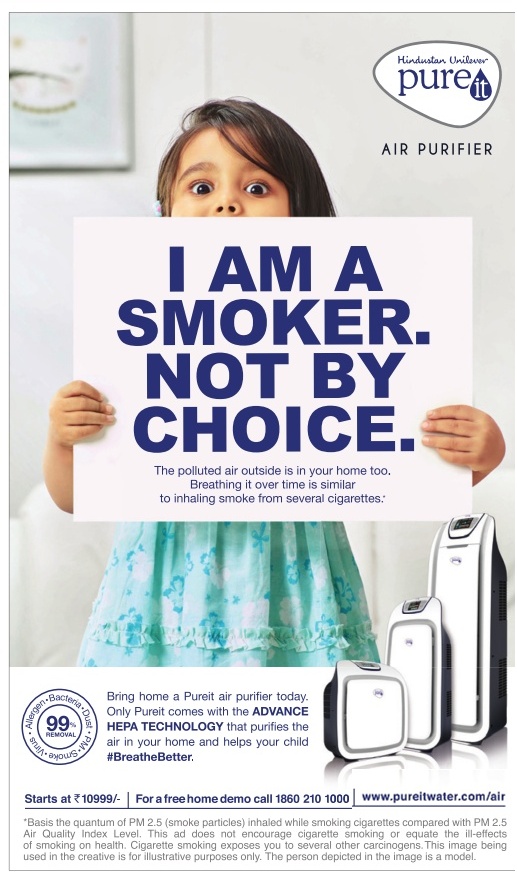 Hindustan Unilever
pureit
AIR PURIFIER
I AM A
SMOKER.
NOT BY
CHOICE.
The polluted air outside is in your home too.
Breathing it over time is similar
to inhaling smoke from several cigarettes.*
Allergen • Bacteria • Dust • PM • Smoke • Virus •
99%
REMOVAL
Bring home a Pureit air purifier today.
Only Pureit comes with the ADVANCE
HEPA TECHNOLOGY that purifies the
air in your home and helps your child
#BreatheBetter.
Starts at ₹10999/- | For a free home demo call 1860 210 1000 | www.pureitwater.com/air
*Basis the quantum of PM 2.5 (smoke particles) inhaled while smoking cigarettes compared with PM 2.5
Air Quality Index Level. This ad does not encourage cigarette smoking or equate the ill-effects
of smoking on health. Cigarette smoking exposes you to several other carcinogens. This image being
used in the creative is for illustrative purposes only. The person depicted in the image is a model.